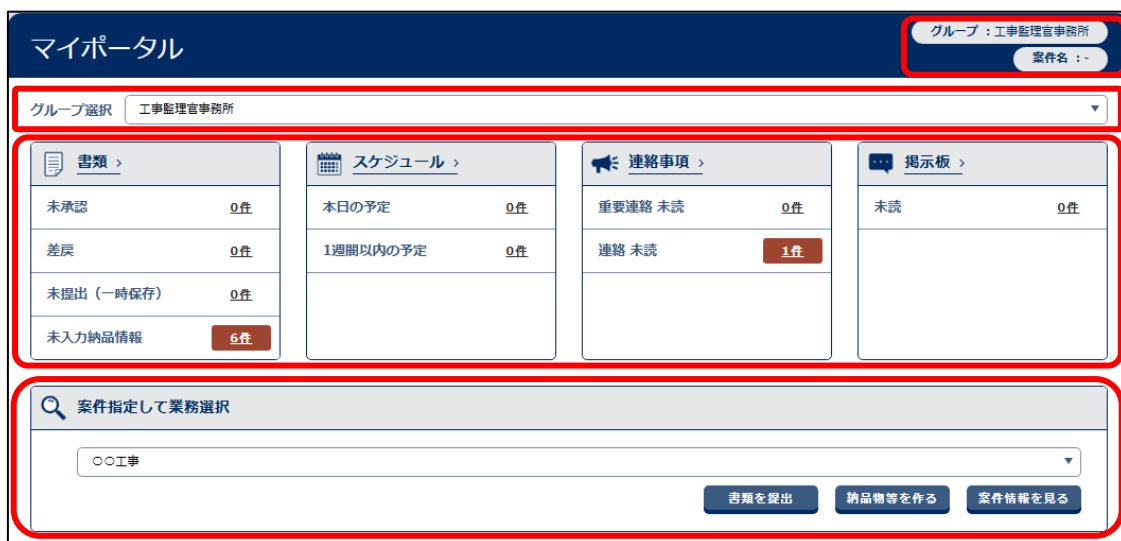 マイポータル
グループ ：工事監理官事務所
案件名 ：-
グループ選択 工事監理官事務所
書類 >
未承認 0件
差戻 0件
未提出（一時保存） 0件
未入力納品情報 6件
スケジュール >
本日の予定 0件
1週間以内の予定 0件
連絡事項 >
重要連絡 未読 0件
連絡 未読 1件
掲示板 >
未読 0件
案件指定して業務選択
○○工事
書類を提出 納品物等を作る 案件情報を見る